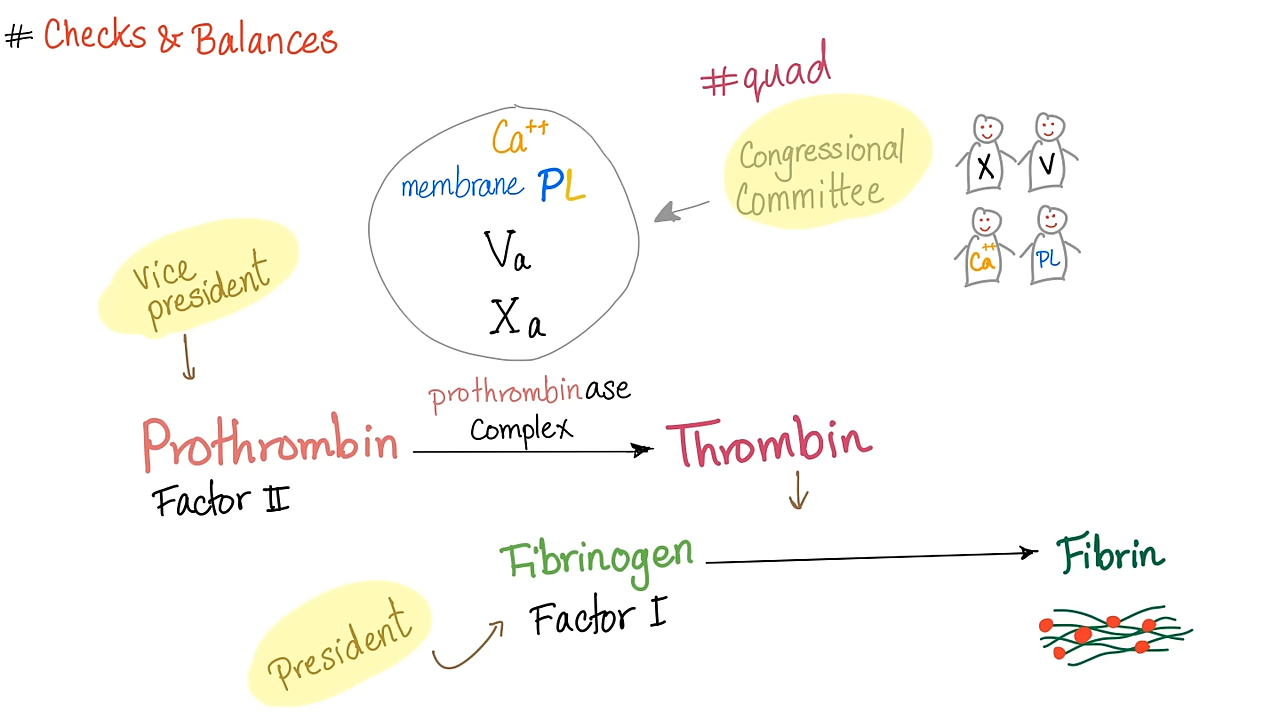 # Checks & Balances
#quad
Ca++
membrane PL
Va
Xa
Congressional
Committee
X
V
Ca++
PL
vice
president
prothrombinase
Complex
Prothrombin
Thrombin
Factor II
Fibrinogen
Fibrin
Factor I
President